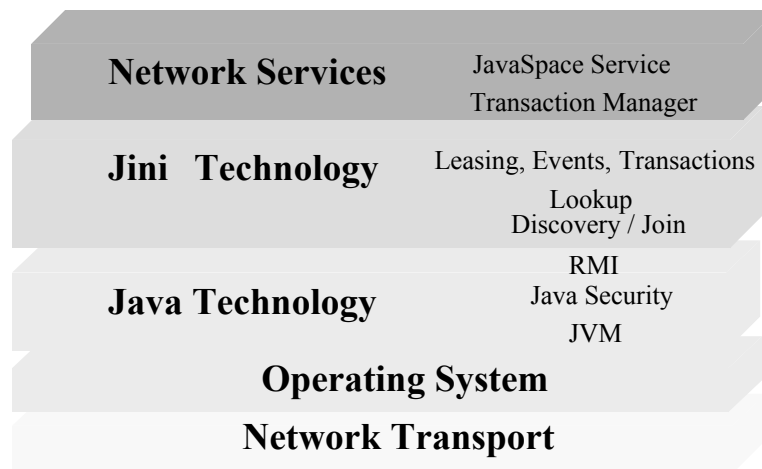 Network Services
JavaSpace Service
Transaction Manager
Jini Technology
Leasing, Events, Transactions
Lookup
Discovery / Join
Java Technology
RMI
Java Security
JVM
Operating System
Network Transport